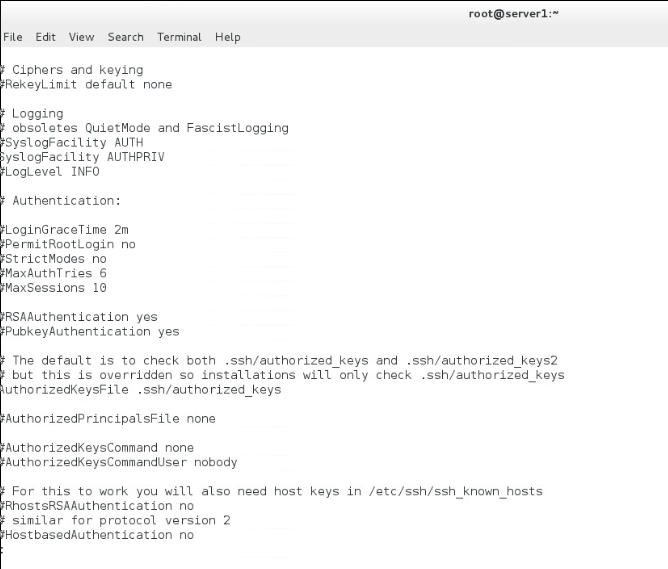 root@server1:~
File Edit View Search Terminal Help
# Ciphers and keying
#RekeyLimit default none
# Logging
# obsoletes QuietMode and FascistLogging
#SyslogFacility AUTH
SyslogFacility AUTHPRIV
#LogLevel INFO
# Authentication:
#LoginGraceTime 2m
#PermitRootLogin no
#StrictModes no
#MaxAuthTries 6
#MaxSessions 10
#RSAAuthentication yes
#PubkeyAuthentication yes
# The default is to check both .ssh/authorized_keys and .ssh/authorized_keys2
# but this is overridden so installations will only check .ssh/authorized_keys
AuthorizedKeysFile .ssh/authorized_keys
#AuthorizedPrincipalsFile none
#AuthorizedKeysCommand none
#AuthorizedKeysCommandUser nobody
# For this to work you will also need host keys in /etc/ssh/ssh_known_hosts
#RhostsRSAAuthentication no
# similar for protocol version 2
#HostbasedAuthentication no
: